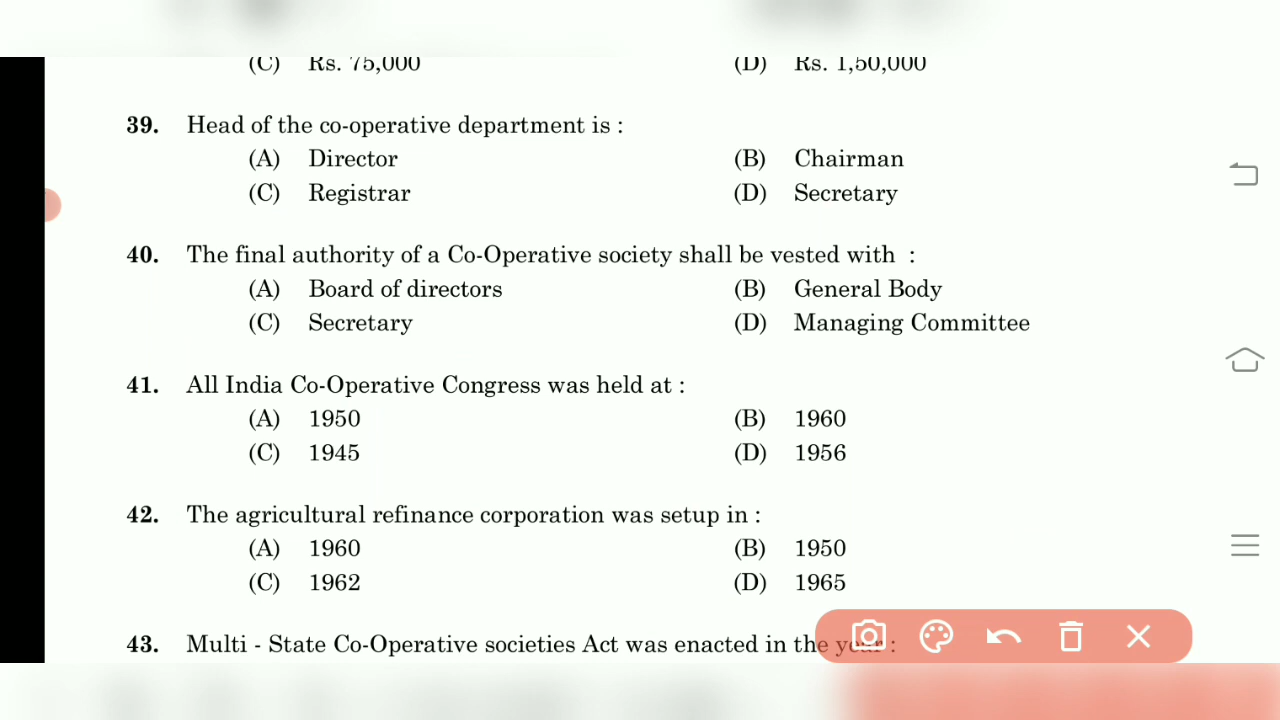 (C) Rs. 75,000 (D) Rs. 1,50,000
39. Head of the co-operative department is :
(A) Director (B) Chairman
(C) Registrar (D) Secretary
40. The final authority of a Co-Operative society shall be vested with :
(A) Board of directors (B) General Body
(C) Secretary (D) Managing Committee
41. All India Co-Operative Congress was held at :
(A) 1950 (B) 1960
(C) 1945 (D) 1956
42. The agricultural refinance corporation was setup in :
(A) 1960 (B) 1950
(C) 1962 (D) 1965
43. Multi - State Co-Operative societies Act was enacted in the year :